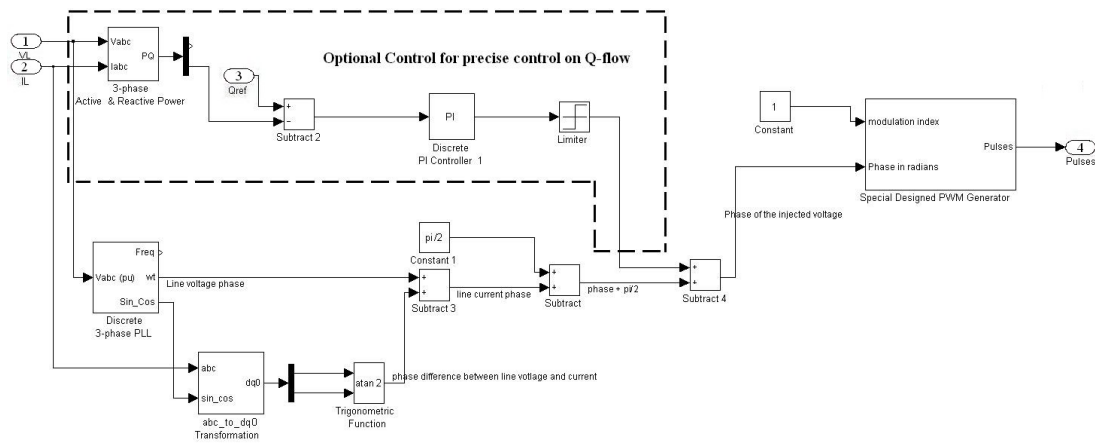 1
VL
2
IL
Vabc
Iabc
PQ
3-phase
Active & Reactive Power
3
Qref
+
−
Subtract 2
Optional Control for precise control on Q-flow
PI
Discrete
PI Controller 1
Limiter
1
Constant
modulation index
Phase in radians
Pulses
Special Designed PWM Generator
4
Pulses
Phase of the injected voltage
Vabc (pu)
Freq
wt
Sin_Cos
Discrete
3-phase PLL
Line voltage phase
pi/2
Constant 1
+
+
Subtract 3
line current phase
+
+
Subtract
phase + pi/2
+
+
Subtract 4
abc
sin_cos
dq0
abc_to_dq0
Transformation
atan 2
Trigonometric
Function
phase difference between line votlage and current